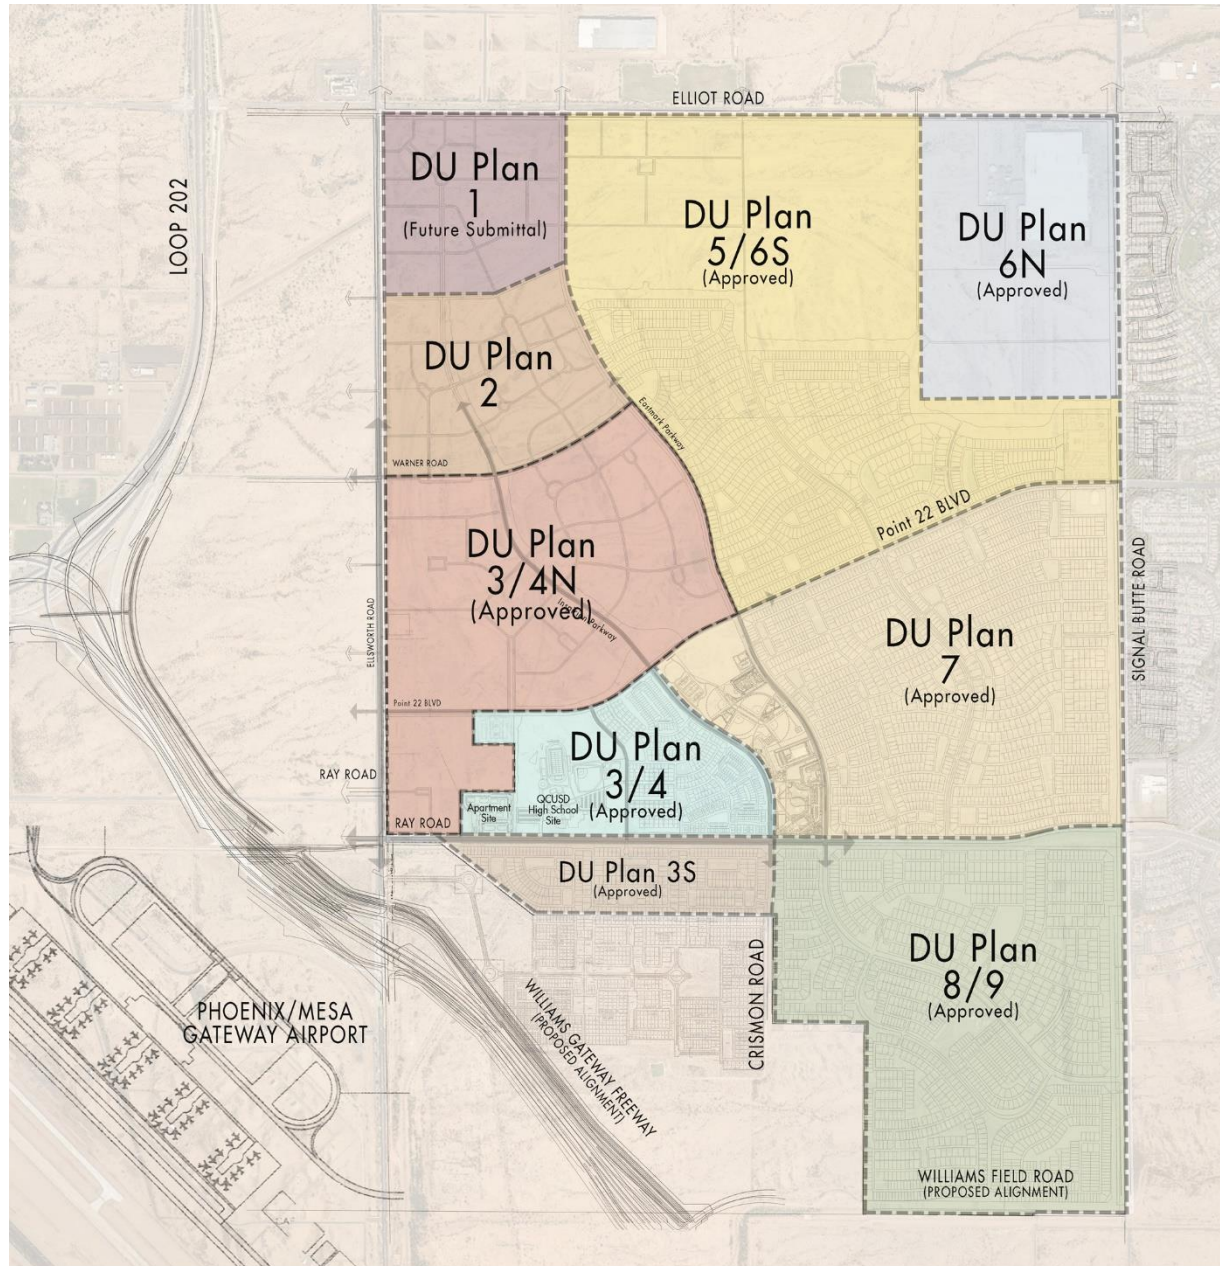 ELLIOT ROAD
LOOP 202
DU Plan
1
(Future Submittal)
DU Plan
5/6S
(Approved)
DU Plan
6N
(Approved)
DU Plan
2
Eastmark Parkway
WARNER ROAD
Point 22 BLVD
DU Plan
3/4N
(Approved)
Inspirian Parkway
ELLSWORTH ROAD
SIGNAL BUTTE ROAD
DU Plan
7
(Approved)
Point 22 BLVD
DU Plan
3/4
(Approved)
RAY ROAD
Apartment
Site
QCUSD
High School
Site
RAY ROAD
DU Plan 3S
(Approved)
DU Plan
8/9
(Approved)
CRISMON ROAD
PHOENIX/MESA
GATEWAY AIRPORT
WILLIAMS GATEWAY FREEWAY
(PROPOSED ALIGNMENT)
WILLIAMS FIELD ROAD
(PROPOSED ALIGNMENT)